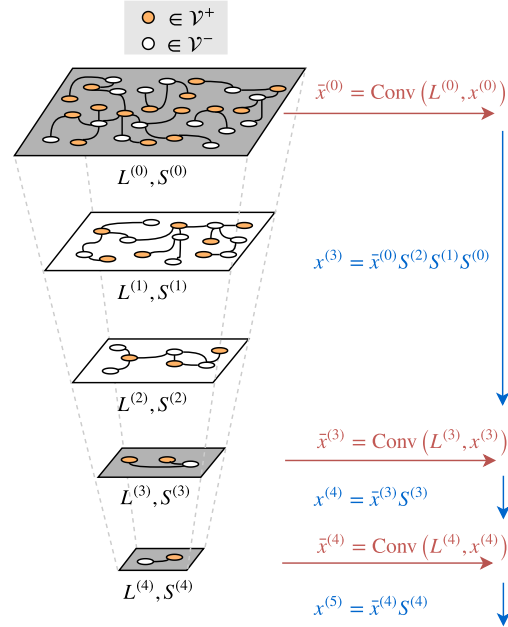 ∈ 𝒱⁺
∈ 𝒱⁻
x̄⁽⁰⁾ = Conv (L⁽⁰⁾, x⁽⁰⁾)
L⁽⁰⁾, S⁽⁰⁾
x⁽³⁾ = x̄⁽⁰⁾S⁽²⁾S⁽¹⁾S⁽⁰⁾
L⁽¹⁾, S⁽¹⁾
L⁽²⁾, S⁽²⁾
x̄⁽³⁾ = Conv (L⁽³⁾, x⁽³⁾)
L⁽³⁾, S⁽³⁾
x⁽⁴⁾ = x̄⁽³⁾S⁽³⁾
x̄⁽⁴⁾ = Conv (L⁽⁴⁾, x⁽⁴⁾)
L⁽⁴⁾, S⁽⁴⁾
x⁽⁵⁾ = x̄⁽⁴⁾S⁽⁴⁾